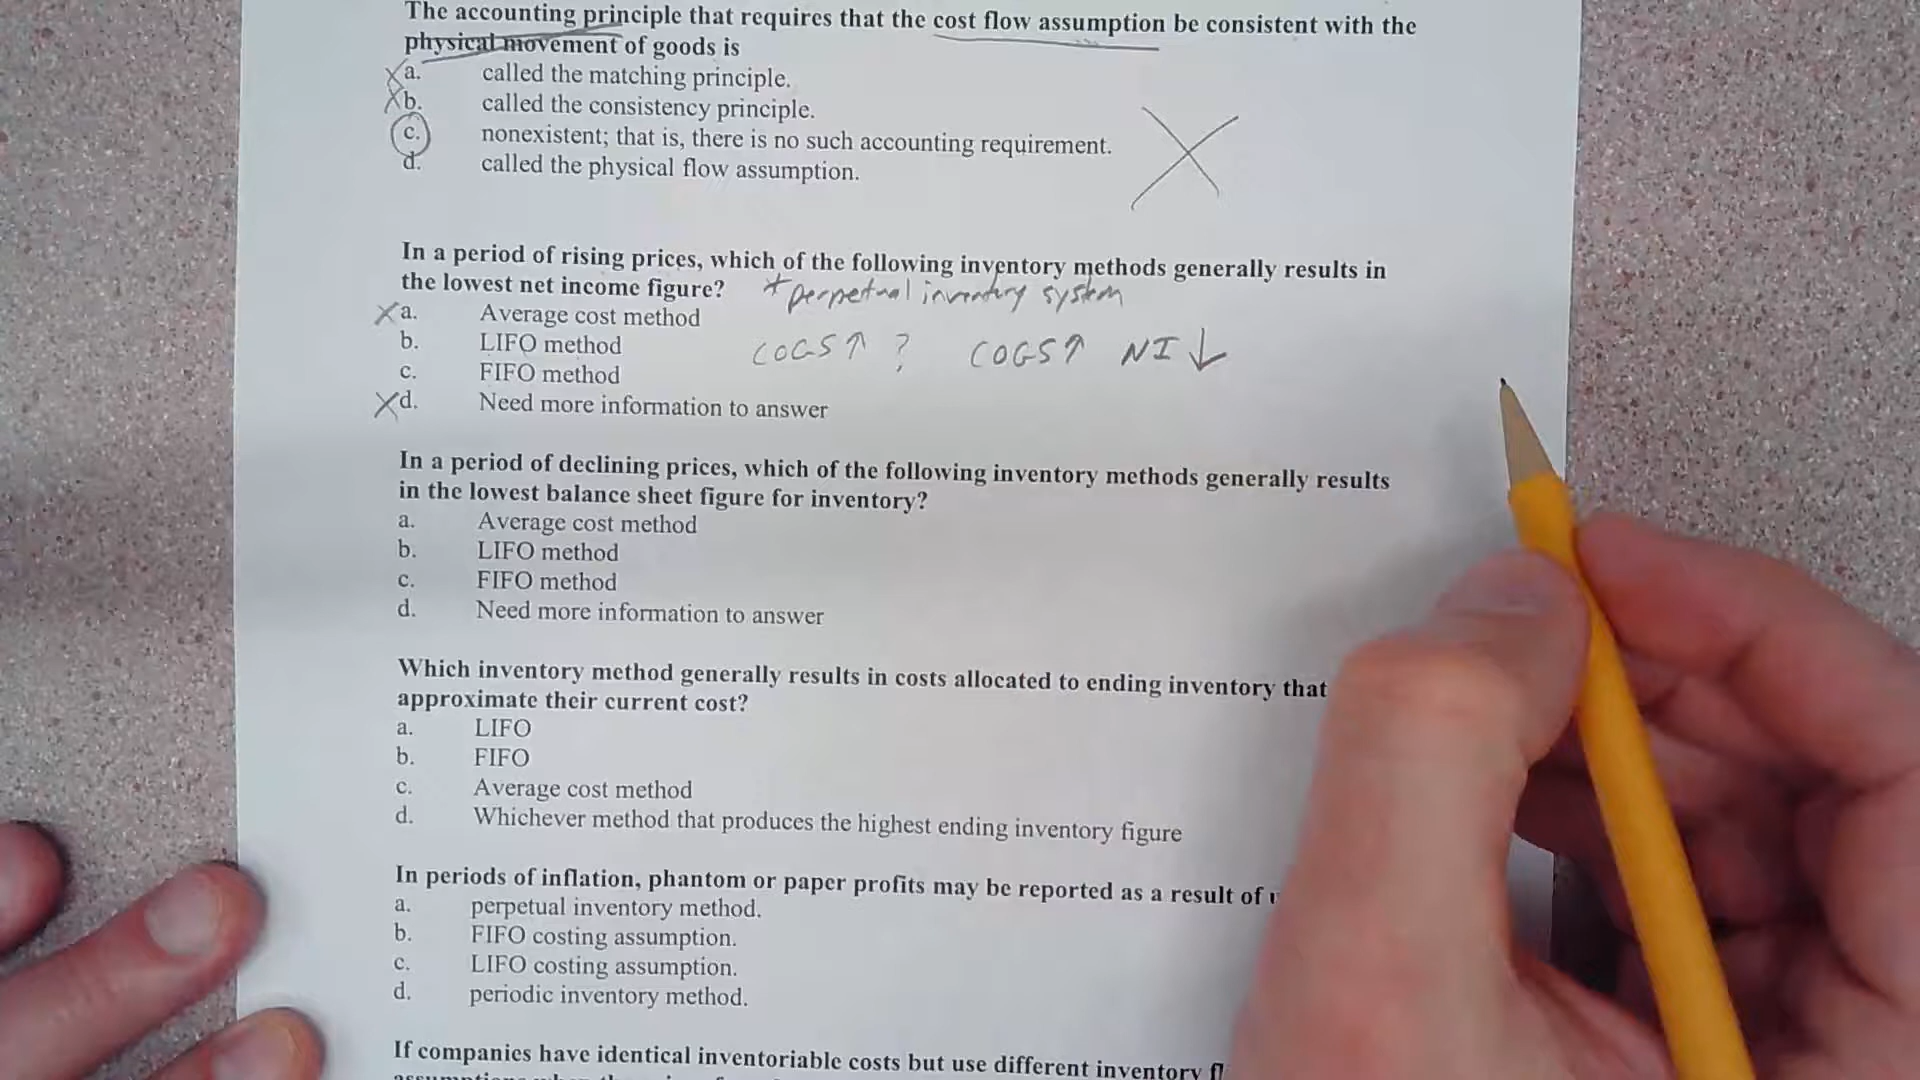 The accounting principle that requires that the cost flow assumption be consistent with the
physical movement of goods is
a. called the matching principle.
b. called the consistency principle.
c. nonexistent; that is, there is no such accounting requirement.
d. called the physical flow assumption.
In a period of rising prices, which of the following inventory methods generally results in
the lowest net income figure? * perpetual inventory system
a. Average cost method
b. LIFO method COGS↑ ? COGS↑ NI↓
c. FIFO method
d. Need more information to answer
In a period of declining prices, which of the following inventory methods generally results
in the lowest balance sheet figure for inventory?
a. Average cost method
b. LIFO method
c. FIFO method
d. Need more information to answer
Which inventory method generally results in costs allocated to ending inventory that
approximate their current cost?
a. LIFO
b. FIFO
c. Average cost method
d. Whichever method that produces the highest ending inventory figure
In periods of inflation, phantom or paper profits may be reported as a result of
a. perpetual inventory method.
b. FIFO costing assumption.
c. LIFO costing assumption.
d. periodic inventory method.
If companies have identical inventoriable costs but use different inventory